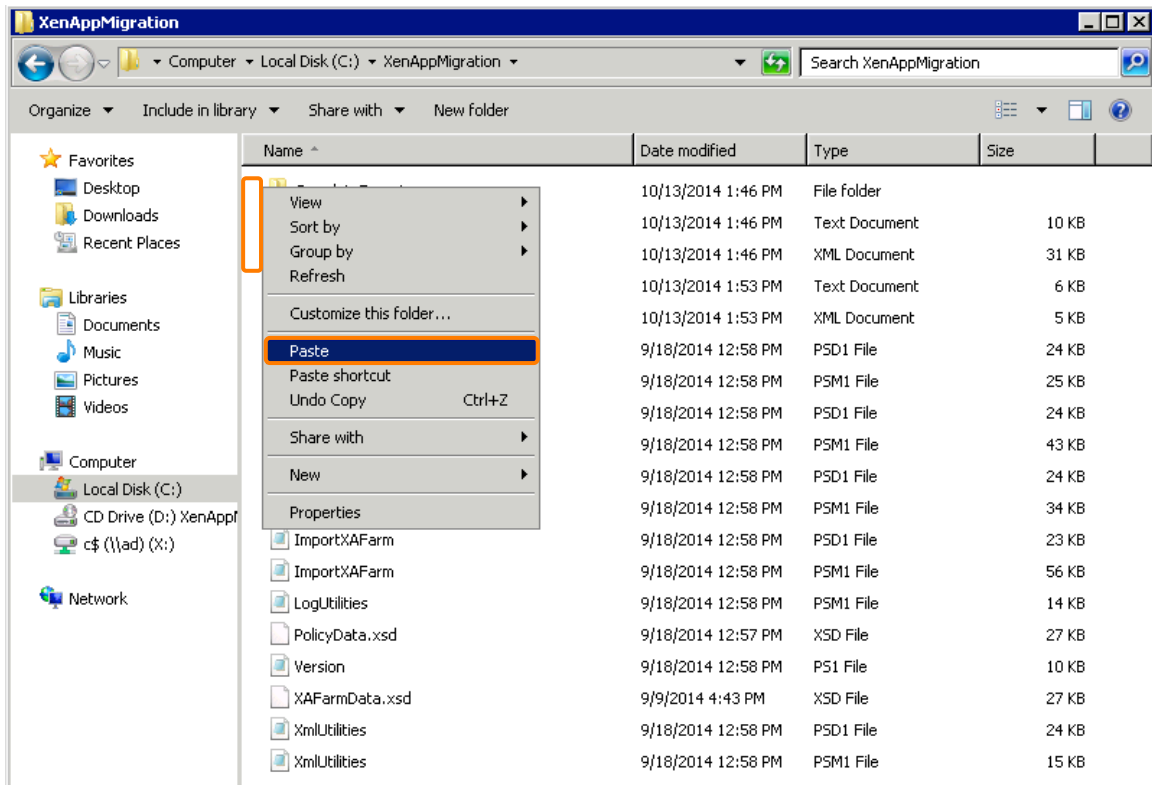 XenAppMigration
Computer Local Disk (C:) XenAppMigration Search XenAppMigration
Organize Include in library Share with New folder
Name Date modified Type Size
Favorites
Desktop
Downloads
Recent Places
Libraries
Documents
Music
Pictures
Videos
Computer
Local Disk (C:)
CD Drive (D:) XenApp
c$ (\\ad) (X:)
Network
View
Sort by
Group by
Refresh
Customize this folder...
Paste
Paste shortcut
Undo Copy Ctrl+Z
Share with
New
Properties
10/13/2014 1:46 PM File folder
10/13/2014 1:46 PM Text Document 10 KB
10/13/2014 1:46 PM XML Document 31 KB
10/13/2014 1:53 PM Text Document 6 KB
10/13/2014 1:53 PM XML Document 5 KB
9/18/2014 12:58 PM PSD1 File 24 KB
9/18/2014 12:58 PM PSM1 File 25 KB
9/18/2014 12:58 PM PSD1 File 24 KB
9/18/2014 12:58 PM PSM1 File 43 KB
9/18/2014 12:58 PM PSD1 File 24 KB
9/18/2014 12:58 PM PSM1 File 34 KB
ImportXAFarm 9/18/2014 12:58 PM PSD1 File 23 KB
ImportXAFarm 9/18/2014 12:58 PM PSM1 File 56 KB
LogUtilities 9/18/2014 12:58 PM PSM1 File 14 KB
PolicyData.xsd 9/18/2014 12:57 PM XSD File 27 KB
Version 9/18/2014 12:58 PM PS1 File 10 KB
XAFarmData.xsd 9/9/2014 4:43 PM XSD File 27 KB
XmlUtilities 9/18/2014 12:58 PM PSD1 File 24 KB
XmlUtilities 9/18/2014 12:58 PM PSM1 File 15 KB